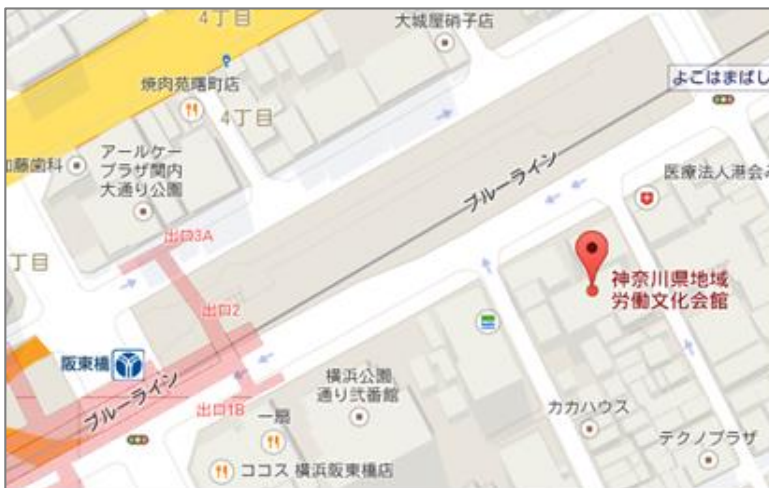 4丁目
大城屋硝子店
焼肉苑曙町店
よこはまばし
4丁目
アールケー
プラザ関内
大通り公園
加藤歯科
医療法人港会み
ブルーライン
出口3A
丁目
神奈川県地域
労働文化会館
出口2
阪東橋
横浜公園
通り弐番館
ブルーライン
出口1B
カカハウス
一扇
テクノプラザ
ココス 横浜阪東橋店